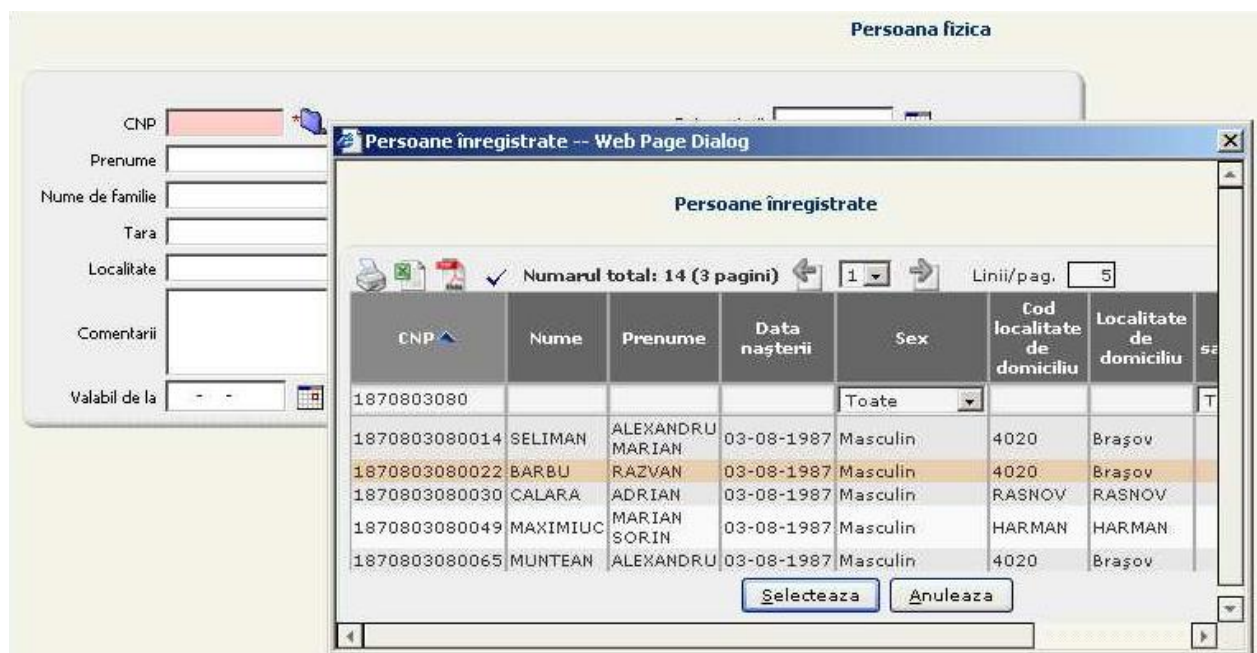 Persoana fizica
CNP *
Prenume
Nume de familie
Tara
Localitate
Comentarii
Valabil de la - -
Persoane înregistrate -- Web Page Dialog
Persoane înregistrate
Numarul total: 14 (3 pagini) 1 Linii/pag. 5
CNP Nume Prenume Data nașterii Sex Cod localitate de domiciliu Localitate de domiciliu
1870803080 Toate T
1870803080014 SELIMAN ALEXANDRU MARIAN 03-08-1987 Masculin 4020 Brașov
1870803080022 BARBU RAZVAN 03-08-1987 Masculin 4020 Brașov
1870803080030 CALARA ADRIAN 03-08-1987 Masculin RASNOV RASNOV
1870803080049 MAXIMIUC MARIAN SORIN 03-08-1987 Masculin HARMAN HARMAN
1870803080065 MUNTEAN ALEXANDRU 03-08-1987 Masculin 4020 Brașov
Selecteaza Anuleaza